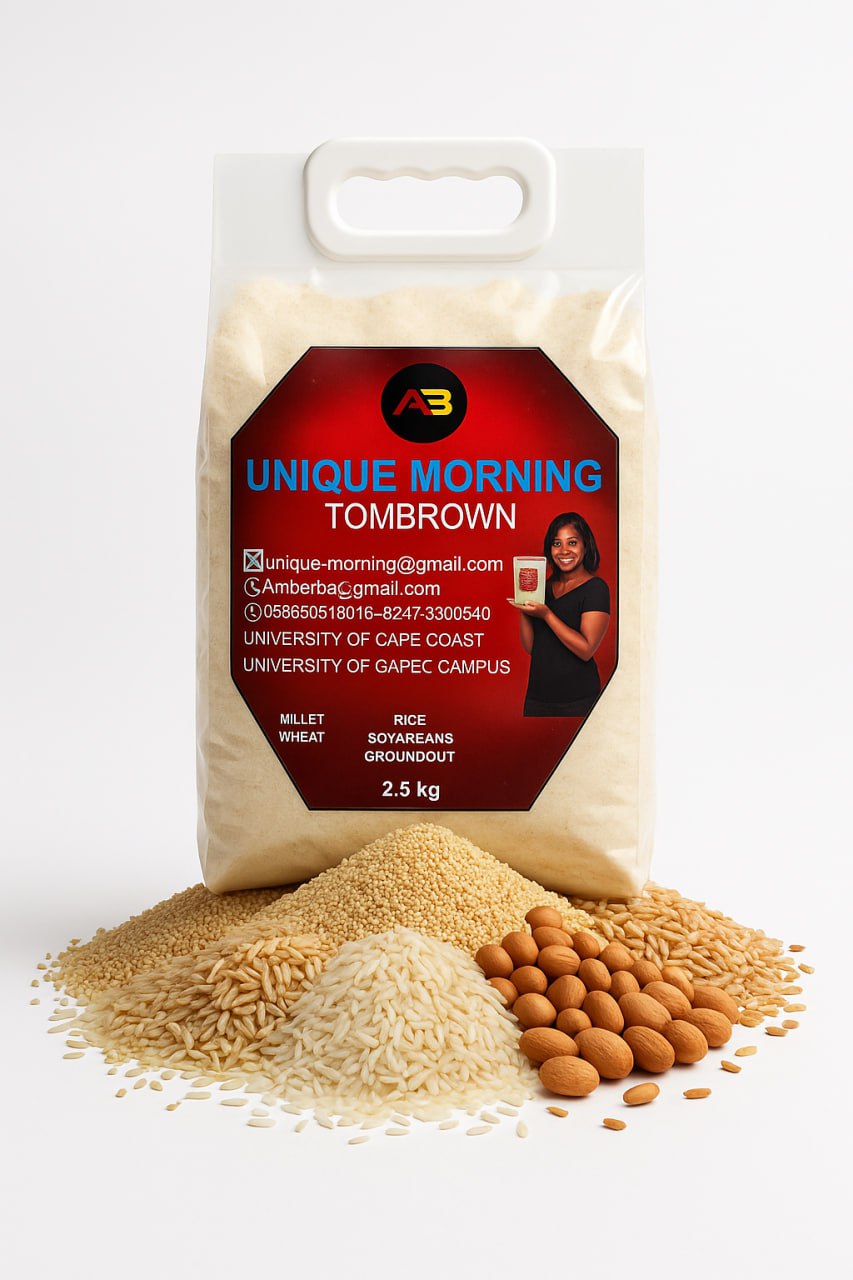 AB
UNIQUE MORNING
TOMBROWN
unique-morning@gmail.com
Amberba@gmail.com
058650518016–8247-3300540
UNIVERSITY OF CAPE COAST
UNIVERSITY OF GAPEC CAMPUS
MILLET
WHEAT
RICE
SOYAREANS
GROUNDOUT
2.5 kg